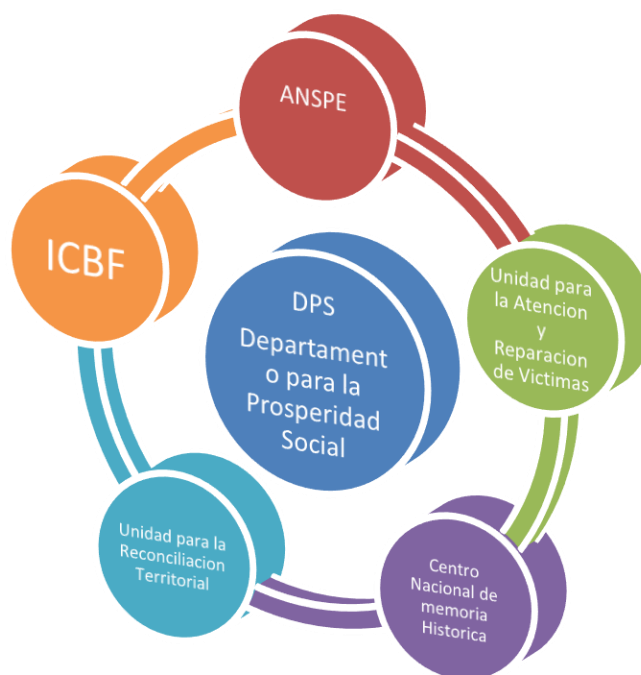 ANSPE
ICBF
DPS
Departament
o para la
Prosperidad
Social
Unidad para
la Atencion
y
Reparacion
de Victimas
Unidad para la
Reconciliacion
Territorial
Centro
Nacional de
memoria
Historica